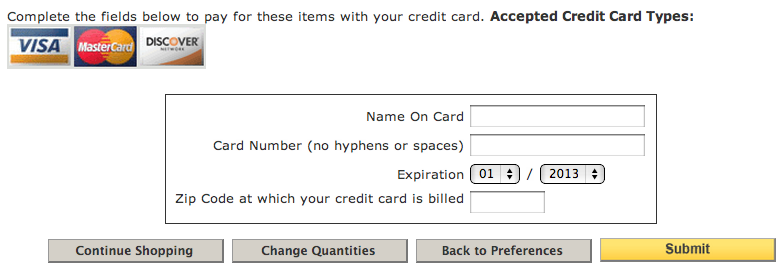 Complete the fields below to pay for these items with your credit card. Accepted Credit Card Types:
VISA MasterCard DISCOVER
NETWORK
Name On Card
Card Number (no hyphens or spaces)
Expiration 01 / 2013
Zip Code at which your credit card is billed
Continue Shopping Change Quantities Back to Preferences Submit